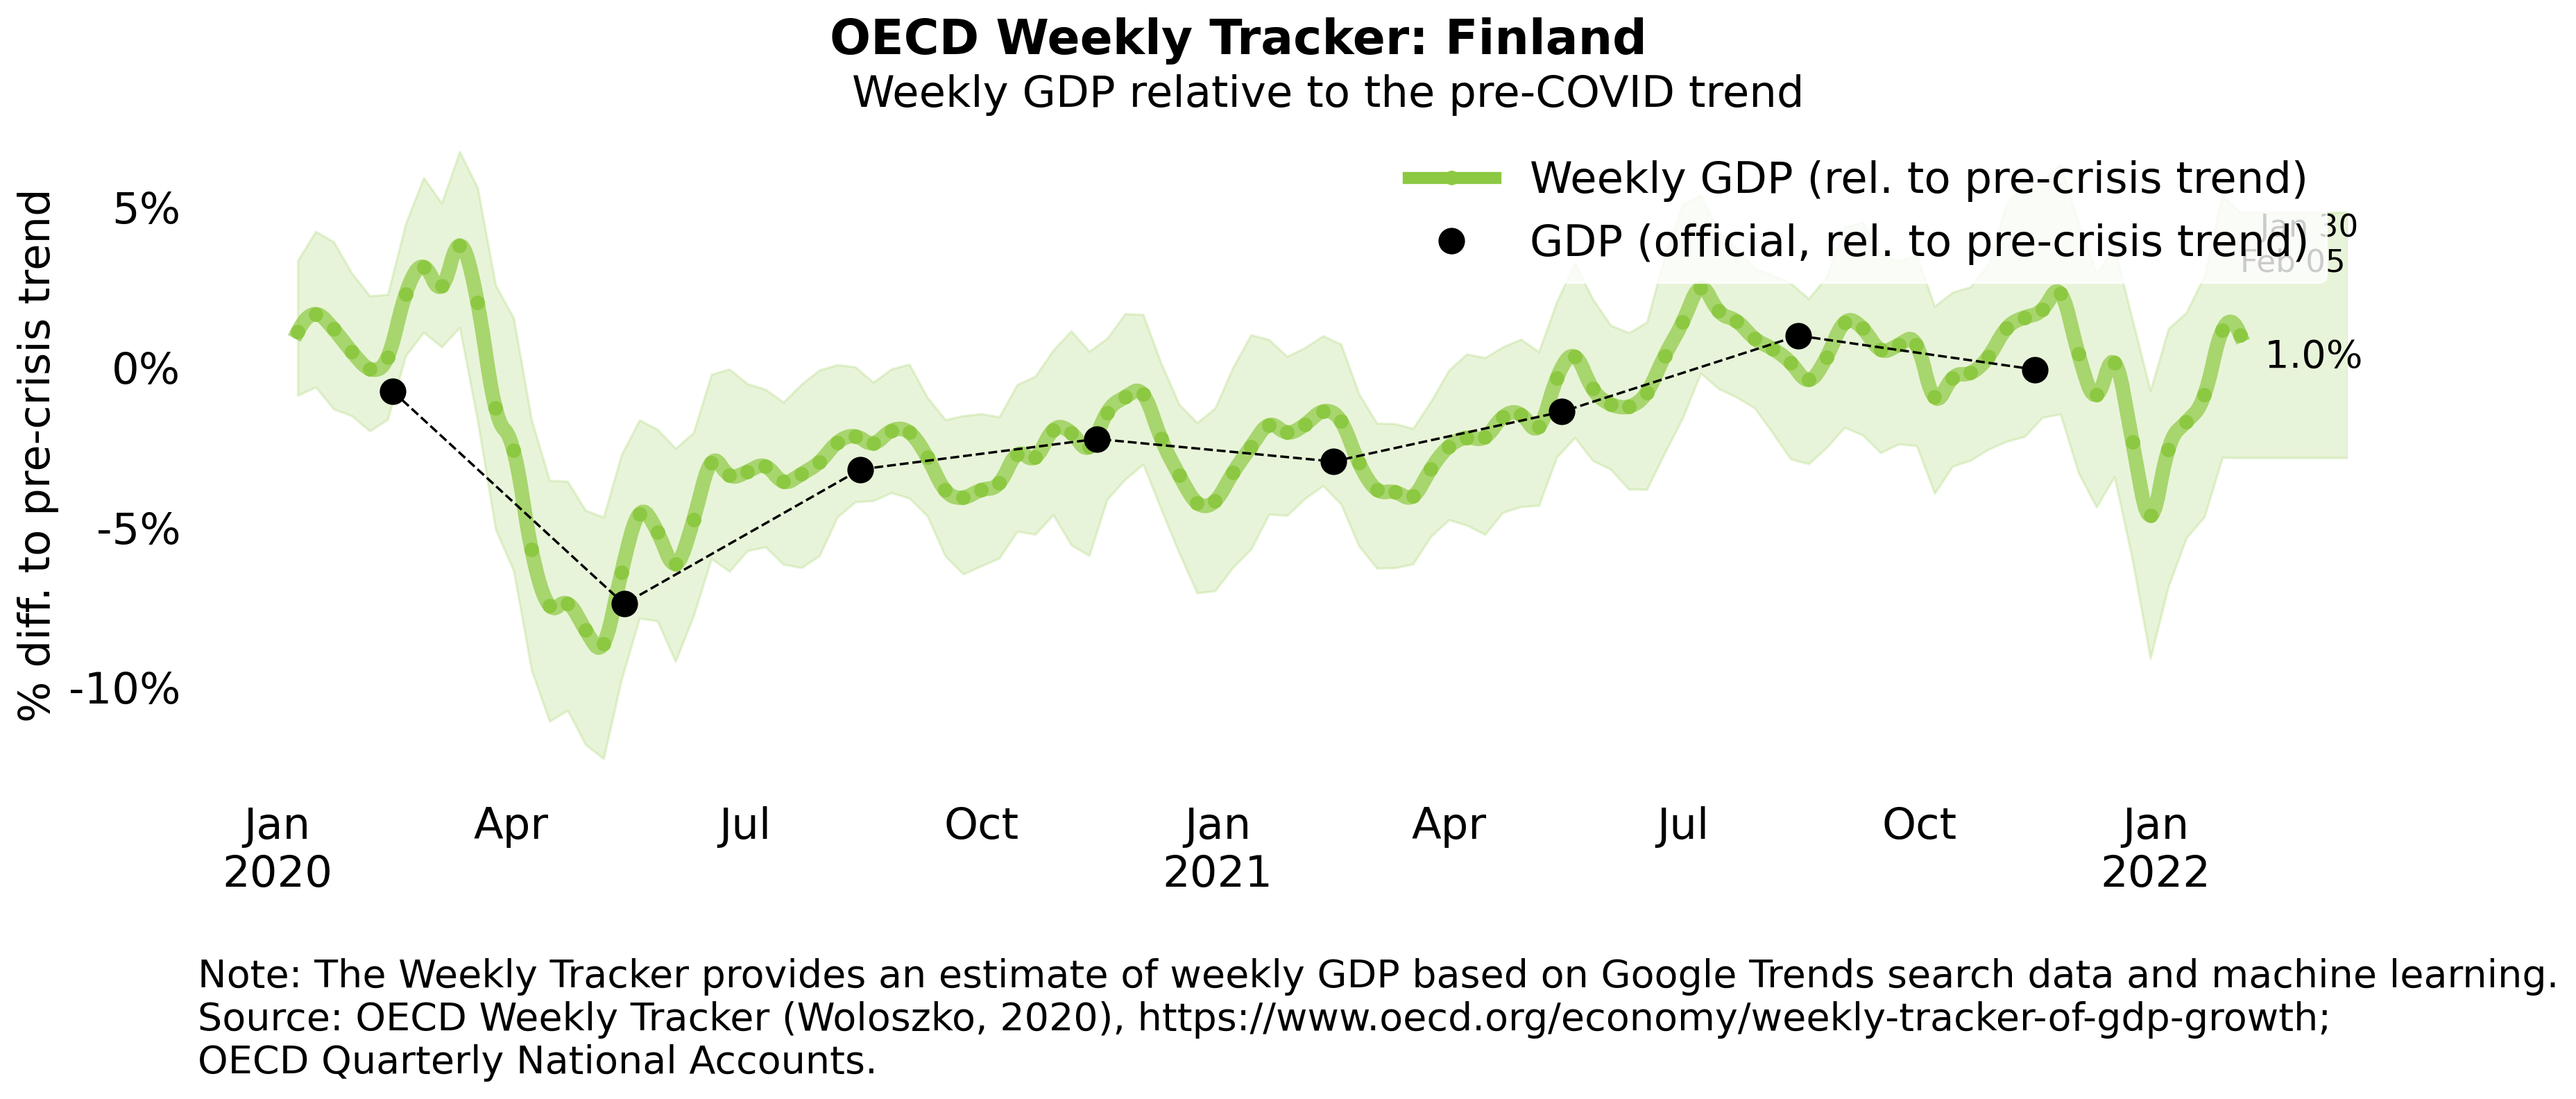 OECD Weekly Tracker: Finland
Weekly GDP relative to the pre-COVID trend
% diff. to pre-crisis trend
5%
0%
-5%
-10%
Weekly GDP (rel. to pre-crisis trend)
GDP (official, rel. to pre-crisis trend)
Jan 30
Feb 05
1.0%
Jan Apr Jul Oct Jan Apr Jul Oct Jan
2020 2021 2022
Note: The Weekly Tracker provides an estimate of weekly GDP based on Google Trends search data and machine learning.
Source: OECD Weekly Tracker (Woloszko, 2020), https://www.oecd.org/economy/weekly-tracker-of-gdp-growth;
OECD Quarterly National Accounts.